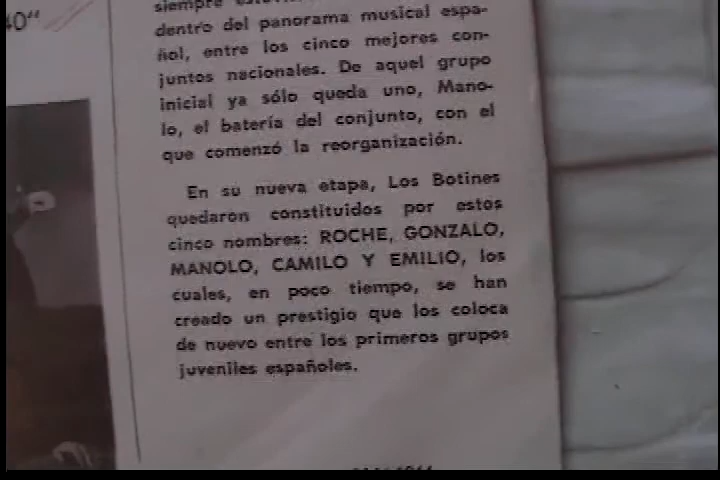 40"
siempre
dentro del panorama musical espa-
ñol, entre los cinco mejores con-
juntos nacionales. De aquel grupo
inicial ya sólo queda uno, Mano-
lo, el batería del conjunto, con el
que comenzó la reorganización.
En su nueva etapa, Los Botines
quedaron constituidos por estos
cinco nombres: ROCHE, GONZALO,
MANOLO, CAMILO Y EMILIO, los
cuales, en poco tiempo, se han
creado un prestigio que los coloca
de nuevo entre los primeros grupos
juveniles españoles.